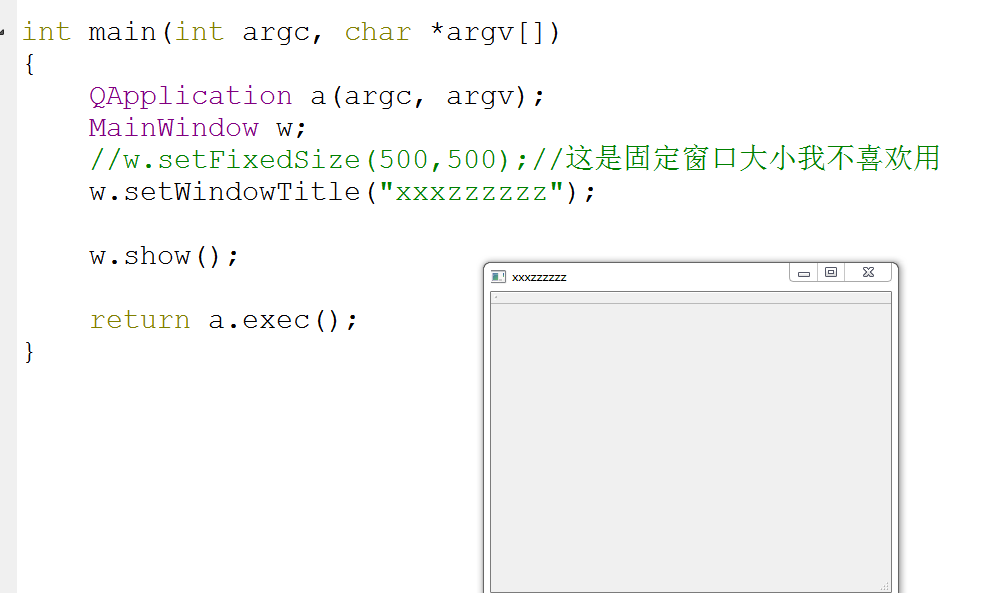 int main(int argc, char *argv[])
{
QApplication a(argc, argv);
MainWindow w;
//w.setFixedSize(500,500);//这是固定窗口大小我不喜欢用
w.setWindowTitle("xxxzzzzzz");
w.show();
xxxzzzzzz
return a.exec();
}